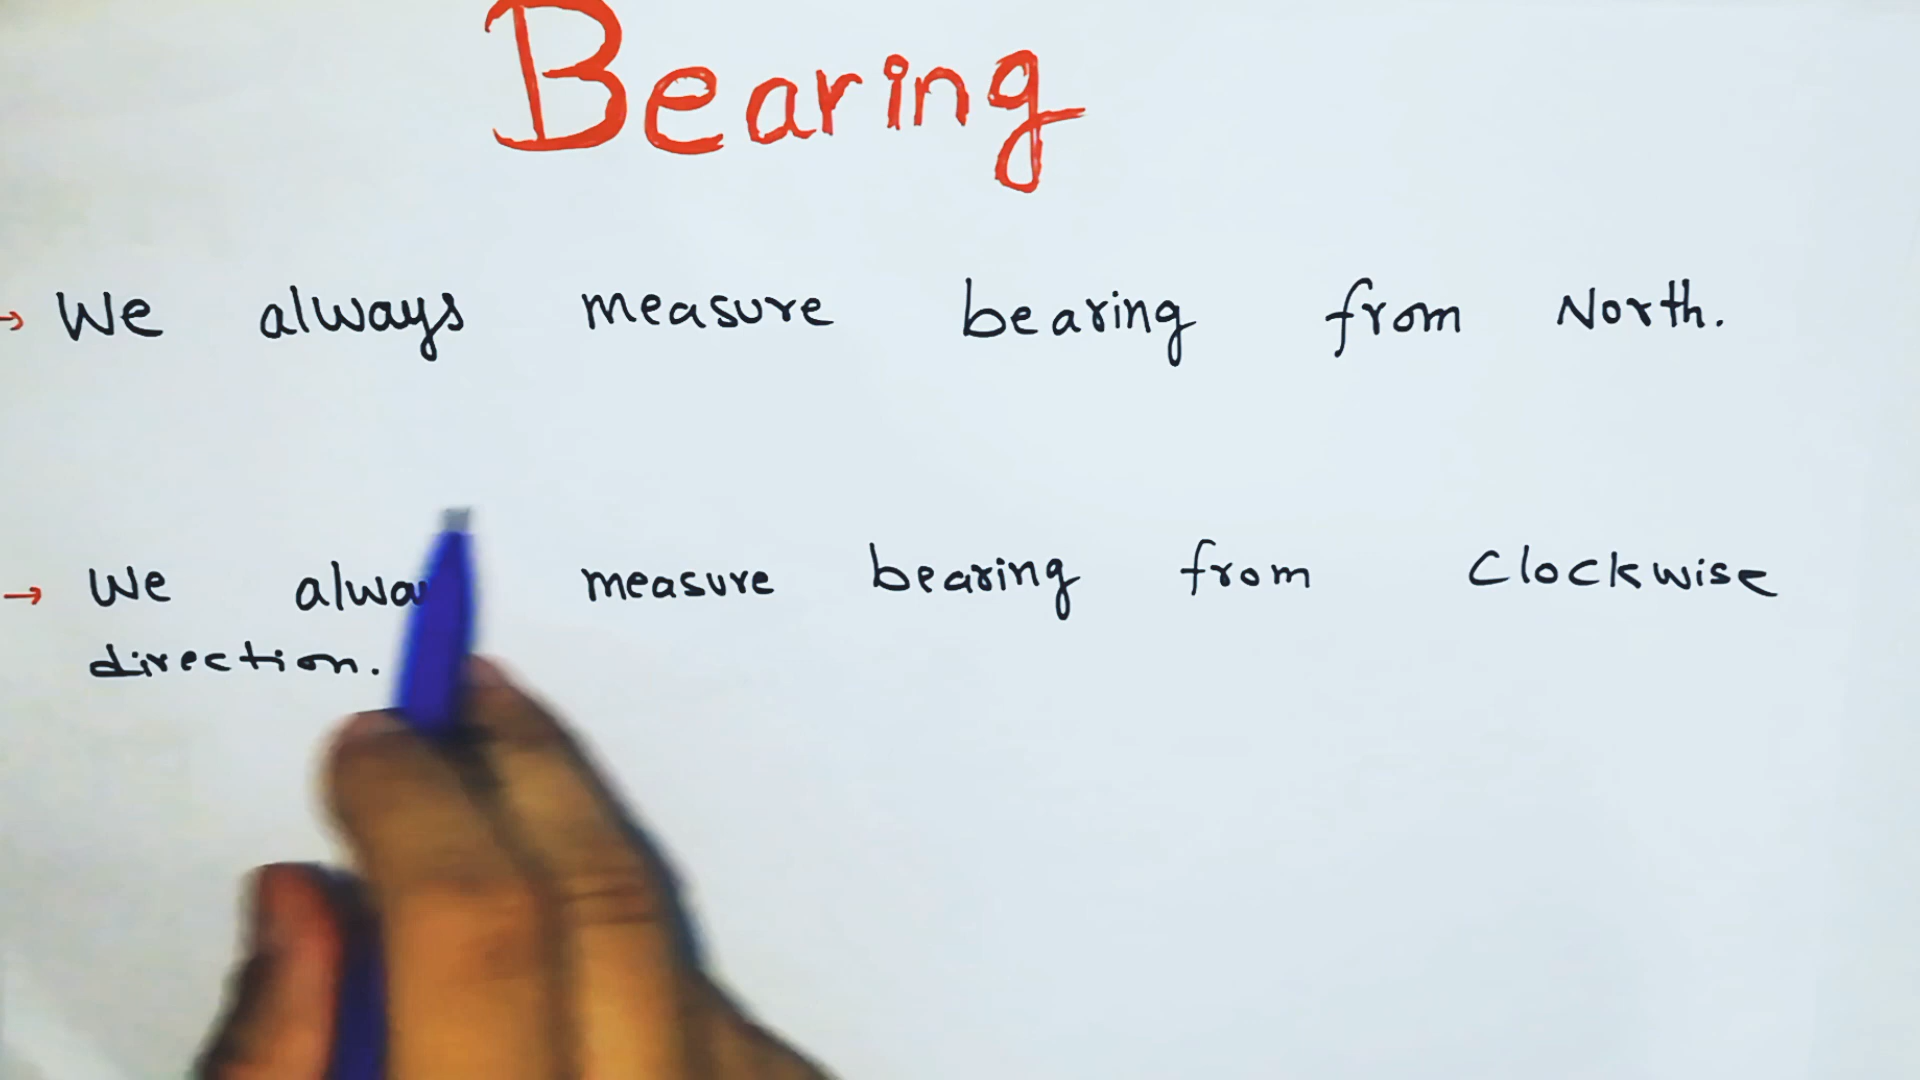 Bearing
→ We always measure bearing from North.
→ We alwa measure bearing from Clockwise
direction.